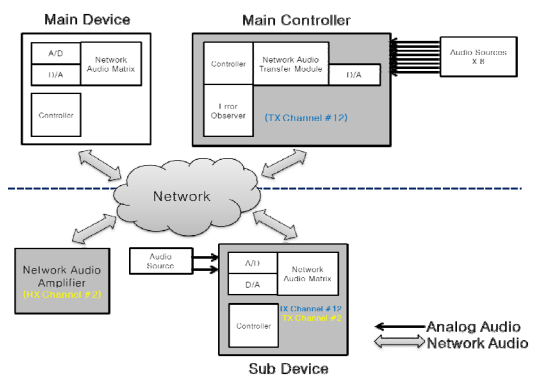 Main Device
Main Controller
A/D
D/A
Network
Audio Matrix
Controller
Controller
Network Audio
Transfer Module
D/A
Error
Observer
(TX Channel #12)
Audio Sources
X 8
Network
Network Audio
Amplifier
(RX Channel #2)
Audio
Source
A/D
D/A
Network
Audio Matrix
Controller
TX Channel #12
TX Channel #2
Sub Device
Analog Audio
Network Audio